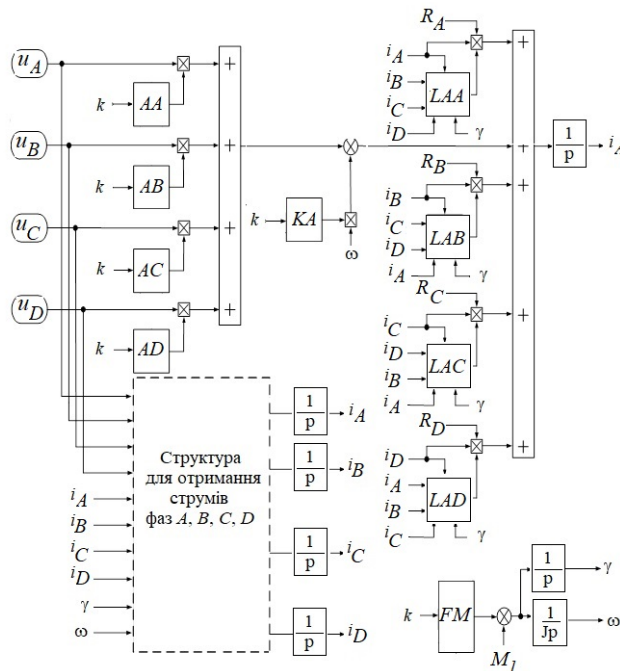 u_A
k
AA
+
u_B
k
AB
+
u_C
k
AC
+
u_D
k
AD
+
k
KA
ω
R_A
i_A
i_B
i_C
i_D
LAA
γ
+
+
1/p
i_A
R_B
i_B
i_C
i_D
i_A
LAB
γ
+
R_C
i_C
i_D
i_B
i_A
LAC
γ
+
R_D
i_D
i_A
i_B
i_C
LAD
γ
+
Структура
для отримання
струмів
фаз A, B, C, D
i_A
i_B
i_C
i_D
γ
ω
1/p
i_A
1/p
i_B
1/p
i_C
1/p
i_D
k
FM
M_1
1/p
γ
1/Jp
ω